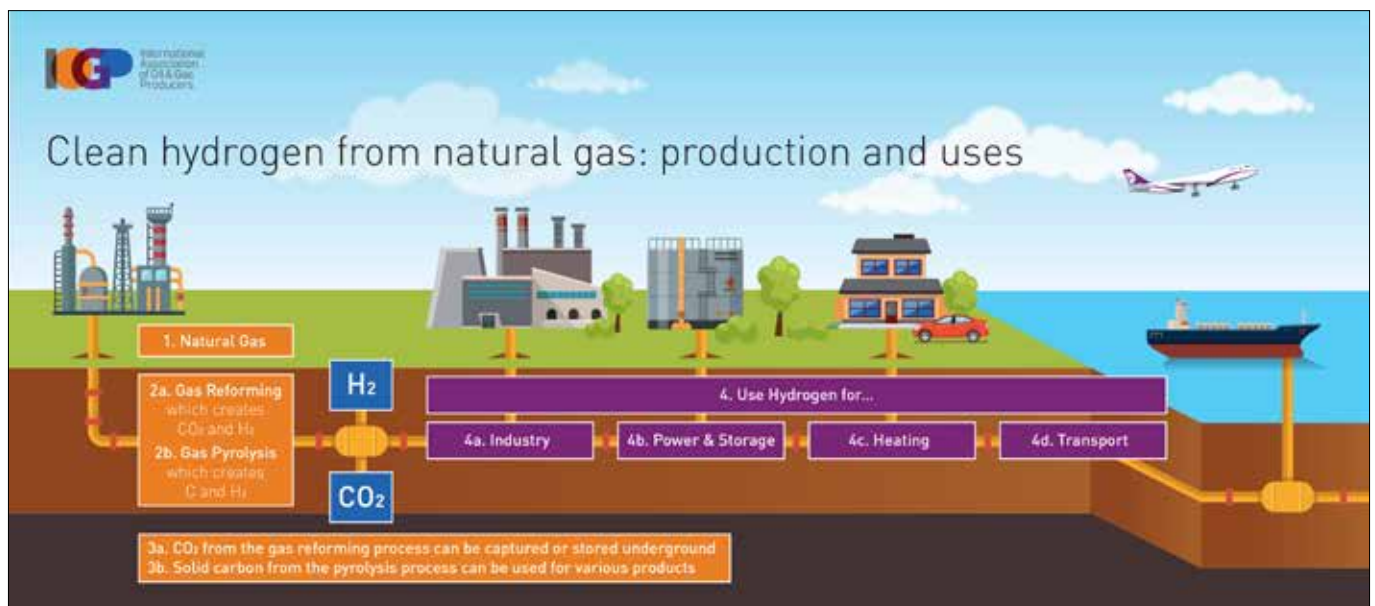 IOGP
International
Association
of Oil & Gas
Producers
Clean hydrogen from natural gas: production and uses
1. Natural Gas
2a. Gas Reforming
which creates
CO₂ and H₂
2b. Gas Pyrolysis
which creates
C and H₂
H₂
CO₂
4. Use Hydrogen for...
4a. Industry
4b. Power & Storage
4c. Heating
4d. Transport
3a. CO₂ from the gas reforming process can be captured or stored underground
3b. Solid carbon from the pyrolysis process can be used for various products